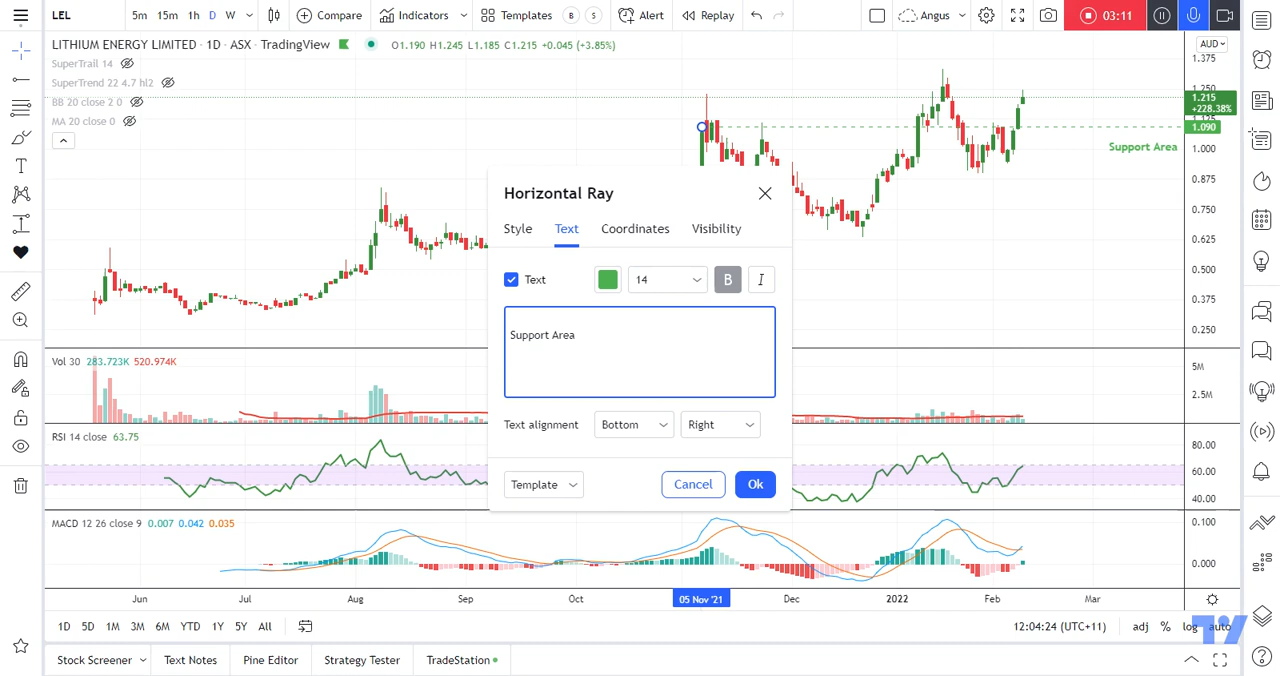 LEL 5m 15m 1h D W Compare Indicators Templates B S Alert Replay Angus 03:11
LITHIUM ENERGY LIMITED · 1D · ASX · TradingView O1.190 H1.245 L1.185 C1.215 +0.045 (+3.85%) AUD
SuperTrail 14
SuperTrend 22 4.7 hl2
BB 20 close 2 0
MA 20 close 0
1.375
1.250
1.215
+228.38%
1.125
1.090
1.000
Support Area
0.875
0.750
0.625
0.500
0.375
0.250
Horizontal Ray
Style Text Coordinates Visibility
Text 14 B I
Support Area
Text alignment Bottom Right
Template Cancel Ok
Vol 30 283.723K 520.974K
5M
2.5M
RSI 14 close 63.75
80.00
60.00
40.00
MACD 12 26 close 9 0.007 0.042 0.035
0.100
0.000
Jun Jul Aug Sep Oct 05 Nov '21 Dec 2022 Feb Mar
1D 5D 1M 3M 6M YTD 1Y 5Y All 12:04:24 (UTC+11) adj % log auto
Stock Screener Text Notes Pine Editor Strategy Tester TradeStation